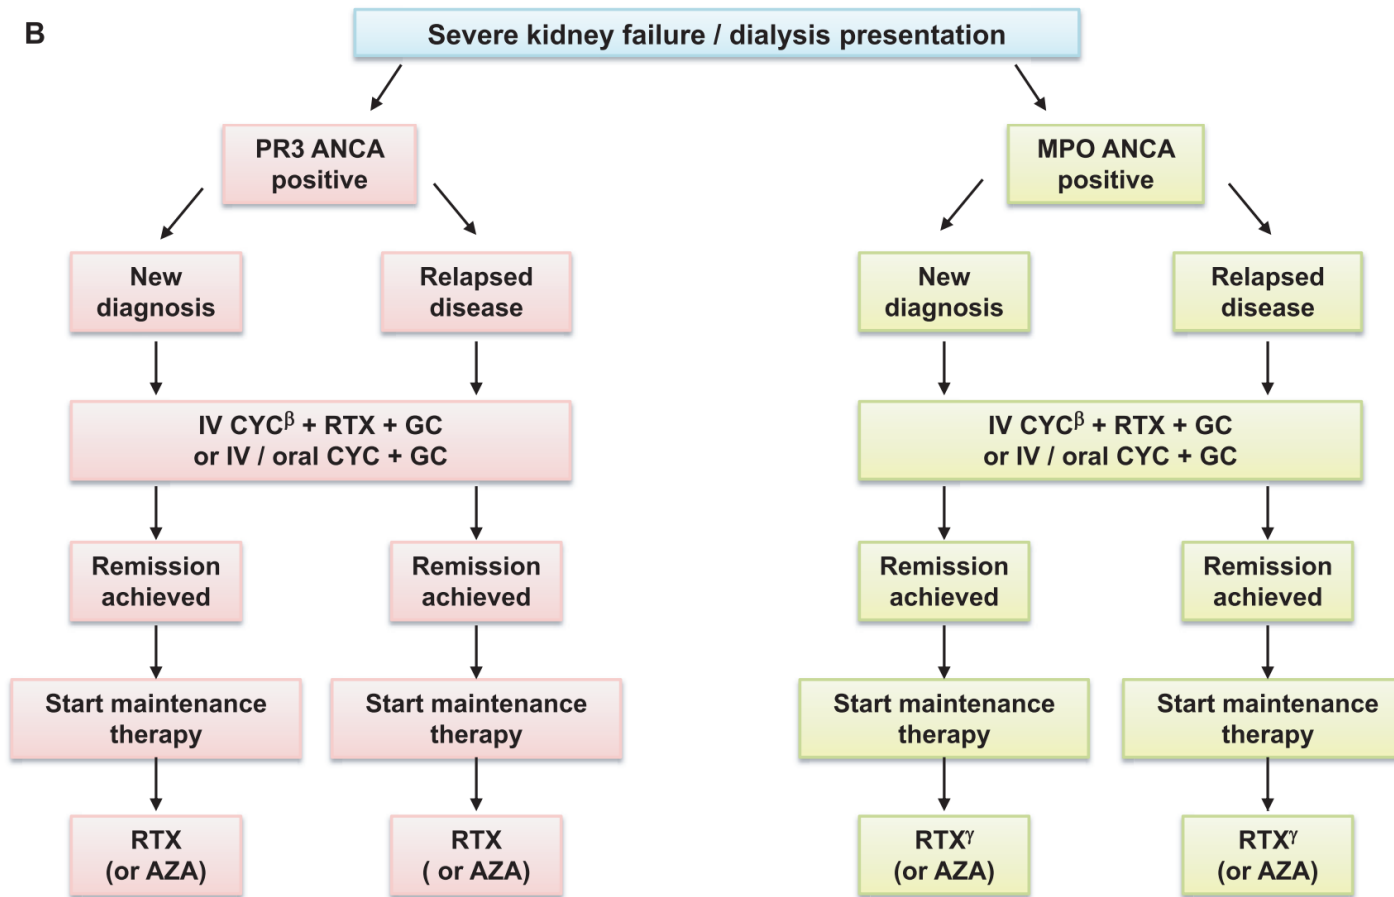 B
Severe kidney failure / dialysis presentation
PR3 ANCA
positive
MPO ANCA
positive
New
diagnosis
Relapsed
disease
New
diagnosis
Relapsed
disease
IV CYCᵝ + RTX + GC
or IV / oral CYC + GC
IV CYCᵝ + RTX + GC
or IV / oral CYC + GC
Remission
achieved
Remission
achieved
Remission
achieved
Remission
achieved
Start maintenance
therapy
Start maintenance
therapy
Start maintenance
therapy
Start maintenance
therapy
RTX
(or AZA)
RTX
( or AZA)
RTXᵞ
(or AZA)
RTXᵞ
(or AZA)